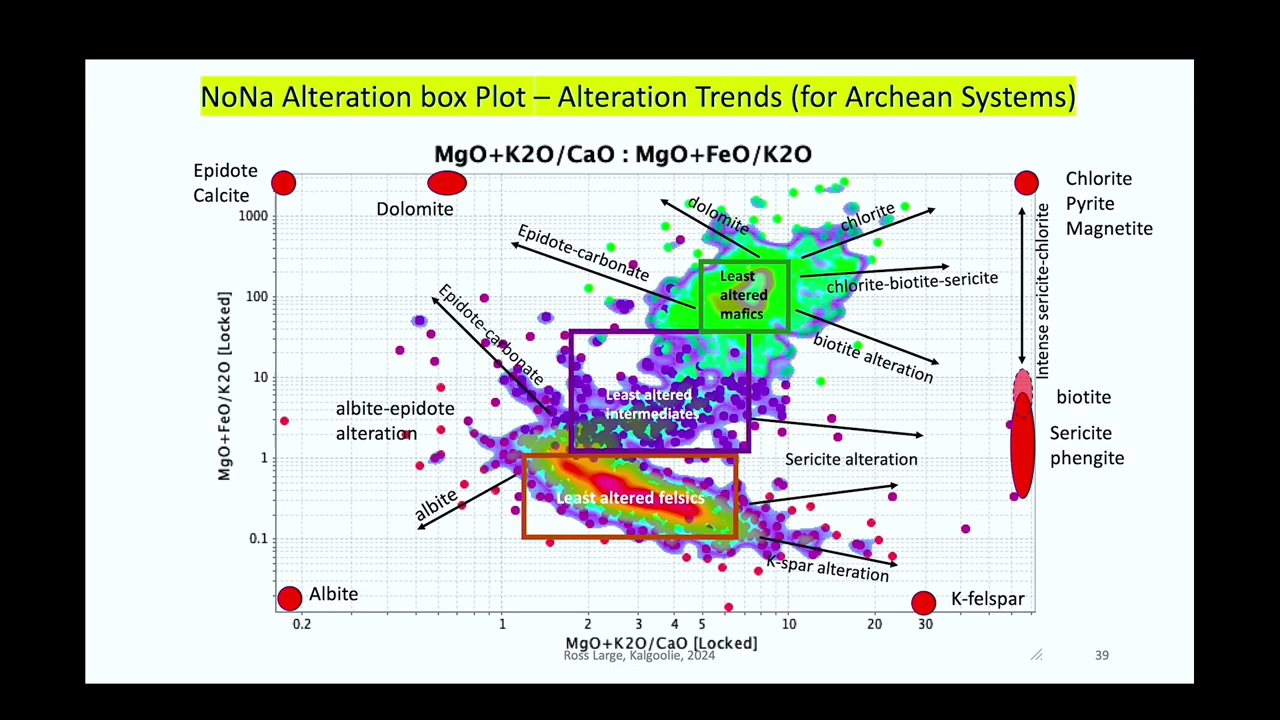 NoNa Alteration box Plot – Alteration Trends (for Archean Systems)
MgO+K2O/CaO : MgO+FeO/K2O
Epidote
Calcite
Dolomite
Chlorite
Pyrite
Magnetite
1000
100
10
1
0.1
MgO+FeO/K2O [Locked]
dolomite
chlorite
Epidote-carbonate
Least
altered
mafics
chlorite-biotite-sericite
Intense sericite-chlorite
Epidote-carbonate
biotite alteration
Least altered
intermediates
albite-epidote
alteration
biotite
Sericite
phengite
Sericite alteration
Least altered felsics
albite
K-spar alteration
Albite
K-felspar
0.2
1
2
3
4
5
10
20
30
MgO+K2O/CaO [Locked]
Ross Large, Kalgoolie, 2024
39